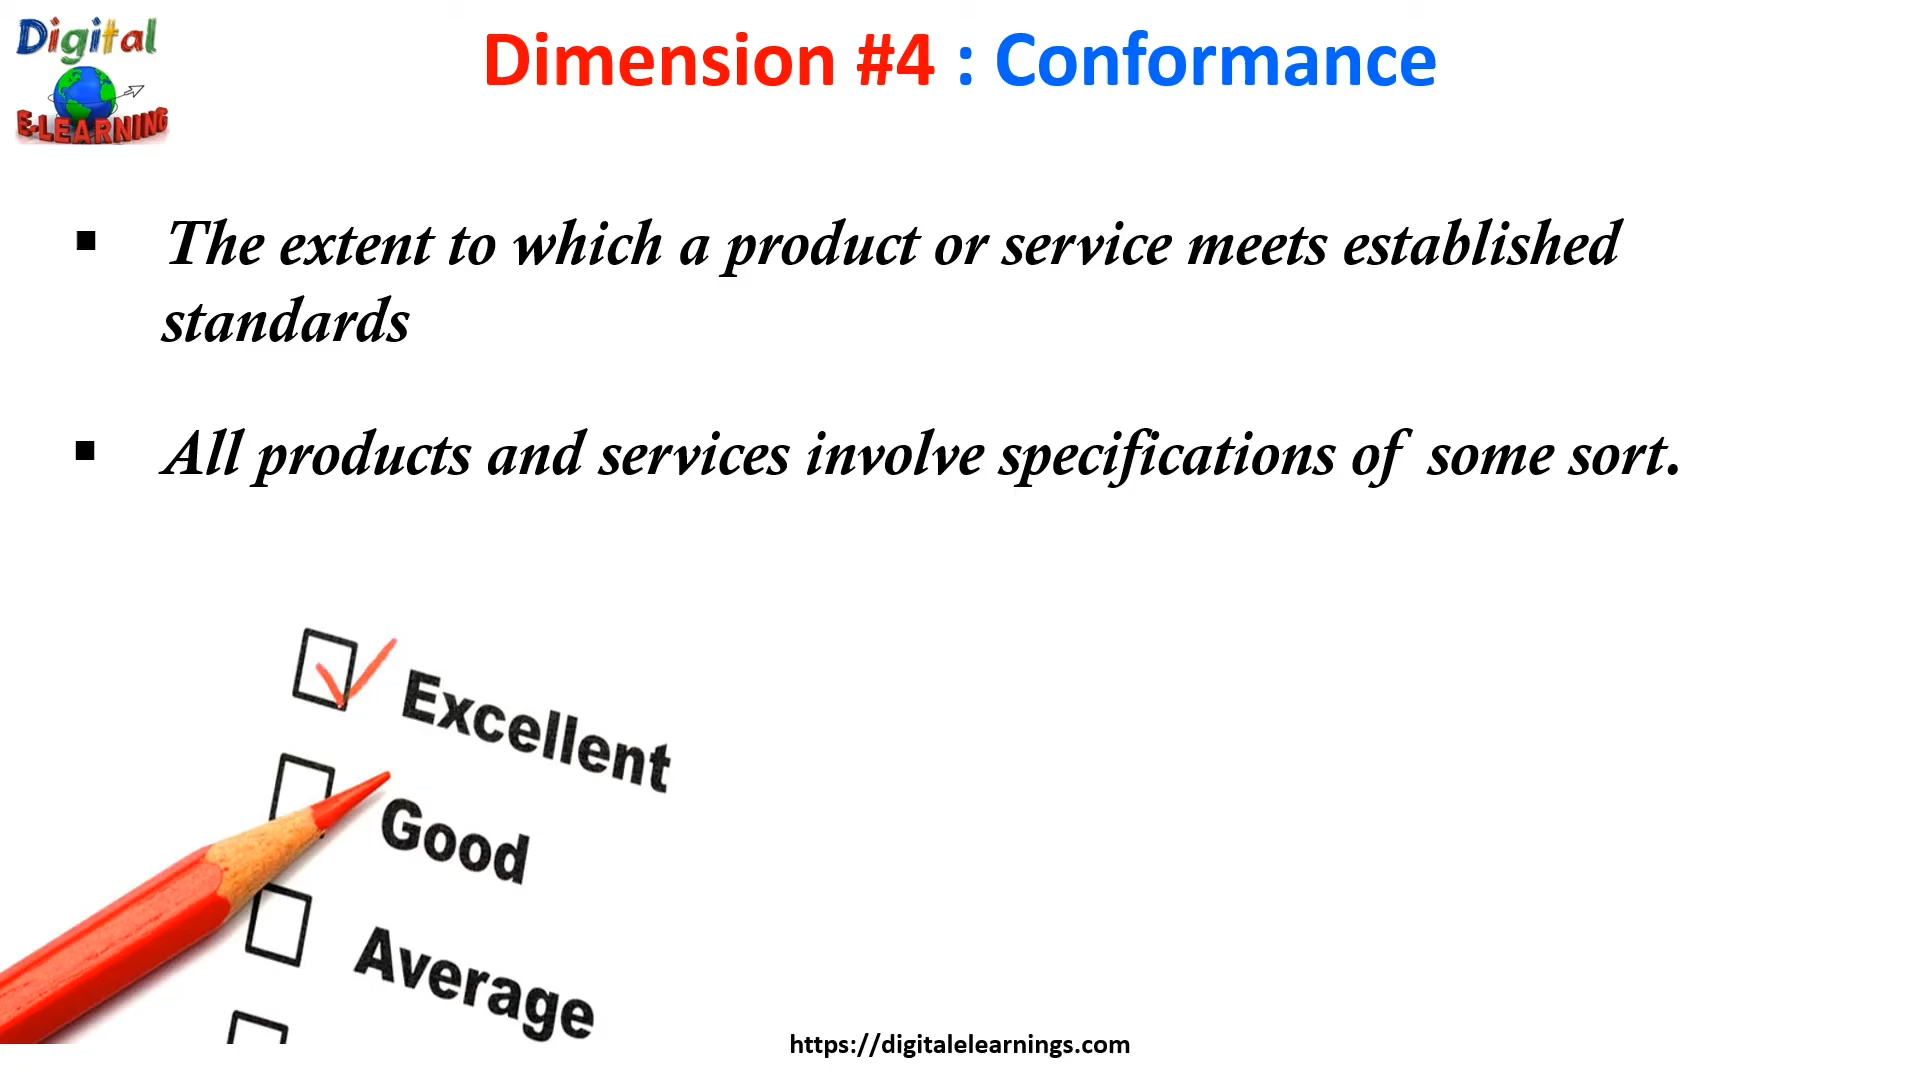 Digital
E-LEARNING
Dimension #4 : Conformance
▪ The extent to which a product or service meets established
standards
▪ All products and services involve specifications of some sort.
Excellent
Good
Average
https://digitalelearnings.com